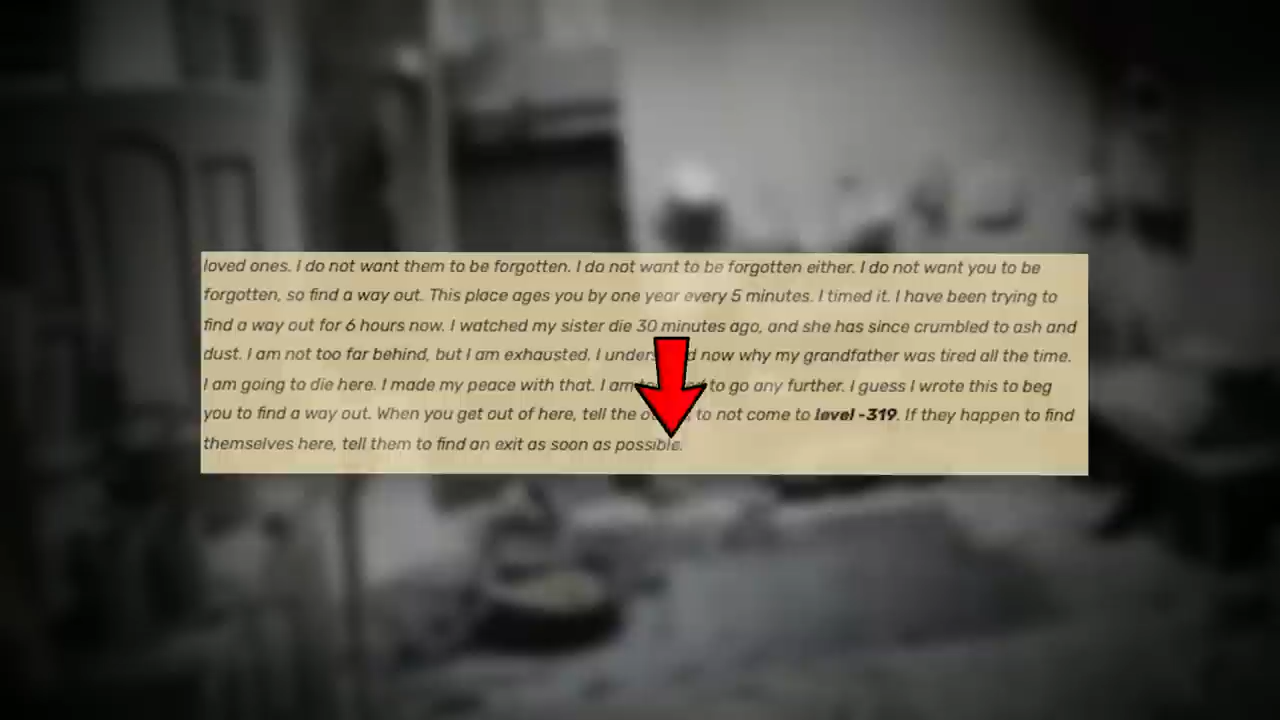 loved ones. I do not want them to be forgotten. I do not want to be forgotten either. I do not want you to be
forgotten, so find a way out. This place ages you by one year every 5 minutes. I timed it. I have been trying to
find a way out for 6 hours now. I watched my sister die 30 minutes ago, and she has since crumbled to ash and
dust. I am not too far behind, but I am exhausted. I now why my grandfather was tired all the time.
I am going to die here. I made my peace with that. I am to go any further. I guess I wrote this to beg
you to find a way out. When you get out of here, tell the to not come to level -319. If they happen to find
themselves here, tell them to find an exit as soon as possible.